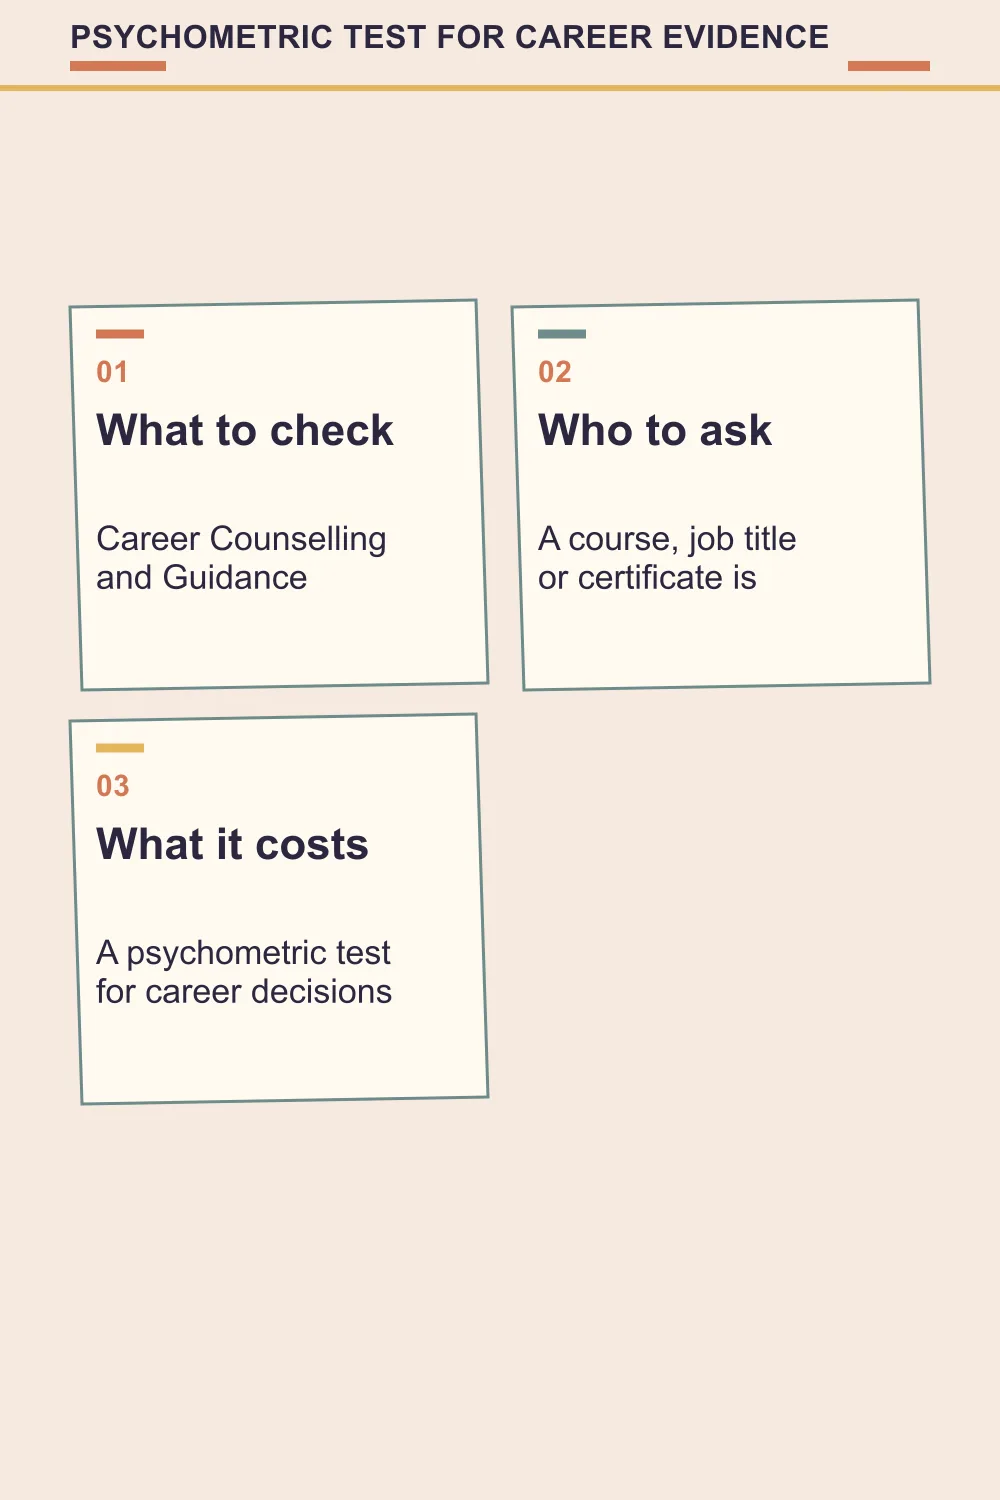 PSYCHOMETRIC TEST FOR CAREER EVIDENCE
01
What to check
Career Counselling
and Guidance
02
Who to ask
A course, job title
or certificate is
03
What it costs
A psychometric test
for career decisions